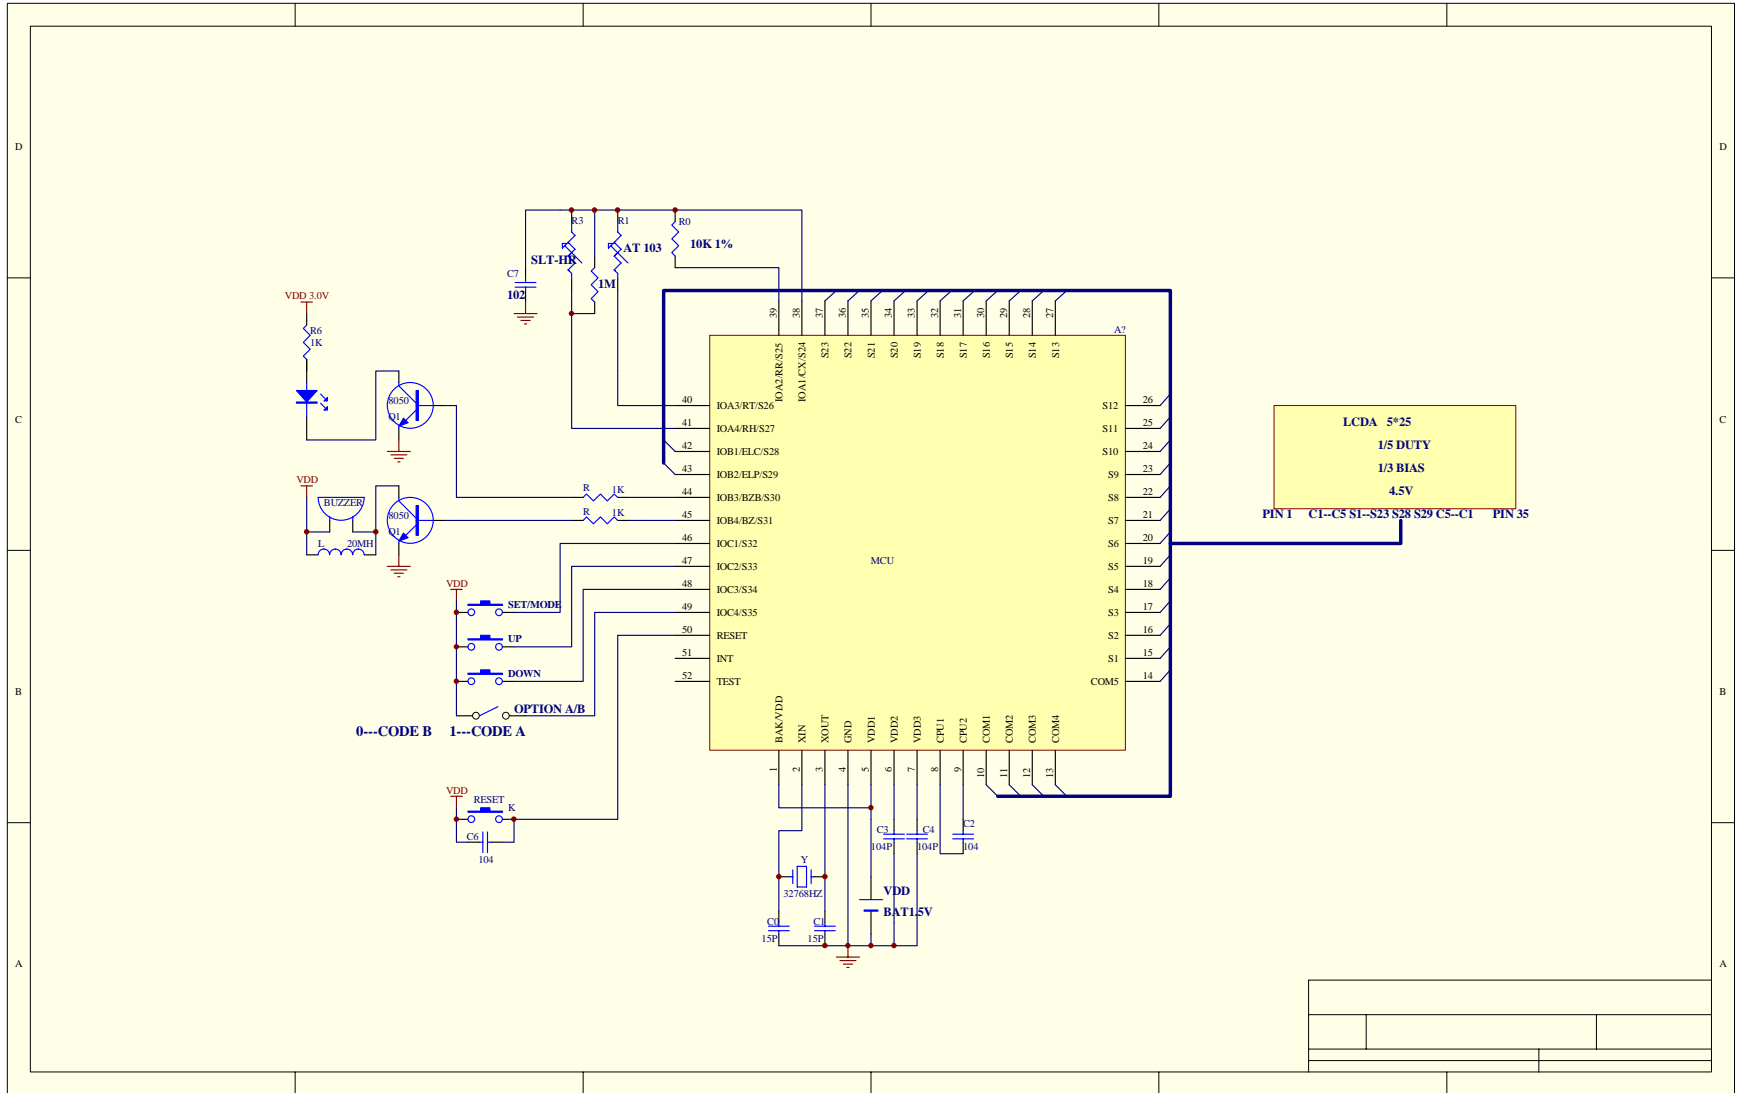 D
D
R3
R1
R0
10K 1%
AT 103
SLT-HR
C7
1M
102
VDD 3.0V
R6
1K
39
38
37
36
35
34
33
32
31
30
29
28
27
A?
IOA2/RR/S25
IOA1/CX/S24
S23
S22
S21
S20
S19
S18
S17
S16
S15
S14
S13
8050
Q1
C
C
40 IOA3/RT/S26
41 IOA4/RH/S27
42 IOB1/ELC/S28
43 IOB2/ELP/S29
44 IOB3/BZB/S30
45 IOB4/BZ/S31
46 IOC1/S32
47 IOC2/S33
48 IOC3/S34
49 IOC4/S35
50 RESET
51 INT
52 TEST
S12 26
S11 25
S10 24
S9 23
S8 22
S7 21
S6 20
S5 19
S4 18
S3 17
S2 16
S1 15
COM5 14
MCU
LCDA 5*25
1/5 DUTY
1/3 BIAS
4.5V
PIN 1 C1--C5 S1--S23 S28 S29 C5--C1 PIN 35
R 1K
R 1K
VDD
BUZZER
8050
Q1
L 20MH
VDD
SET/MODE
UP
DOWN
OPTION A/B
0---CODE B 1---CODE A
B
B
BAK/VDD
XIN
XOUT
GND
VDD1
VDD2
VDD3
CPU1
CPU2
COM1
COM2
COM3
COM4
1
2
3
4
5
6
7
8
9
10
11
12
13
VDD
RESET
K
C6
104
C3
104P
C4
104P
C2
104
Y
32768HZ
VDD
BAT1.5V
C0
15P
C1
15P
A
A